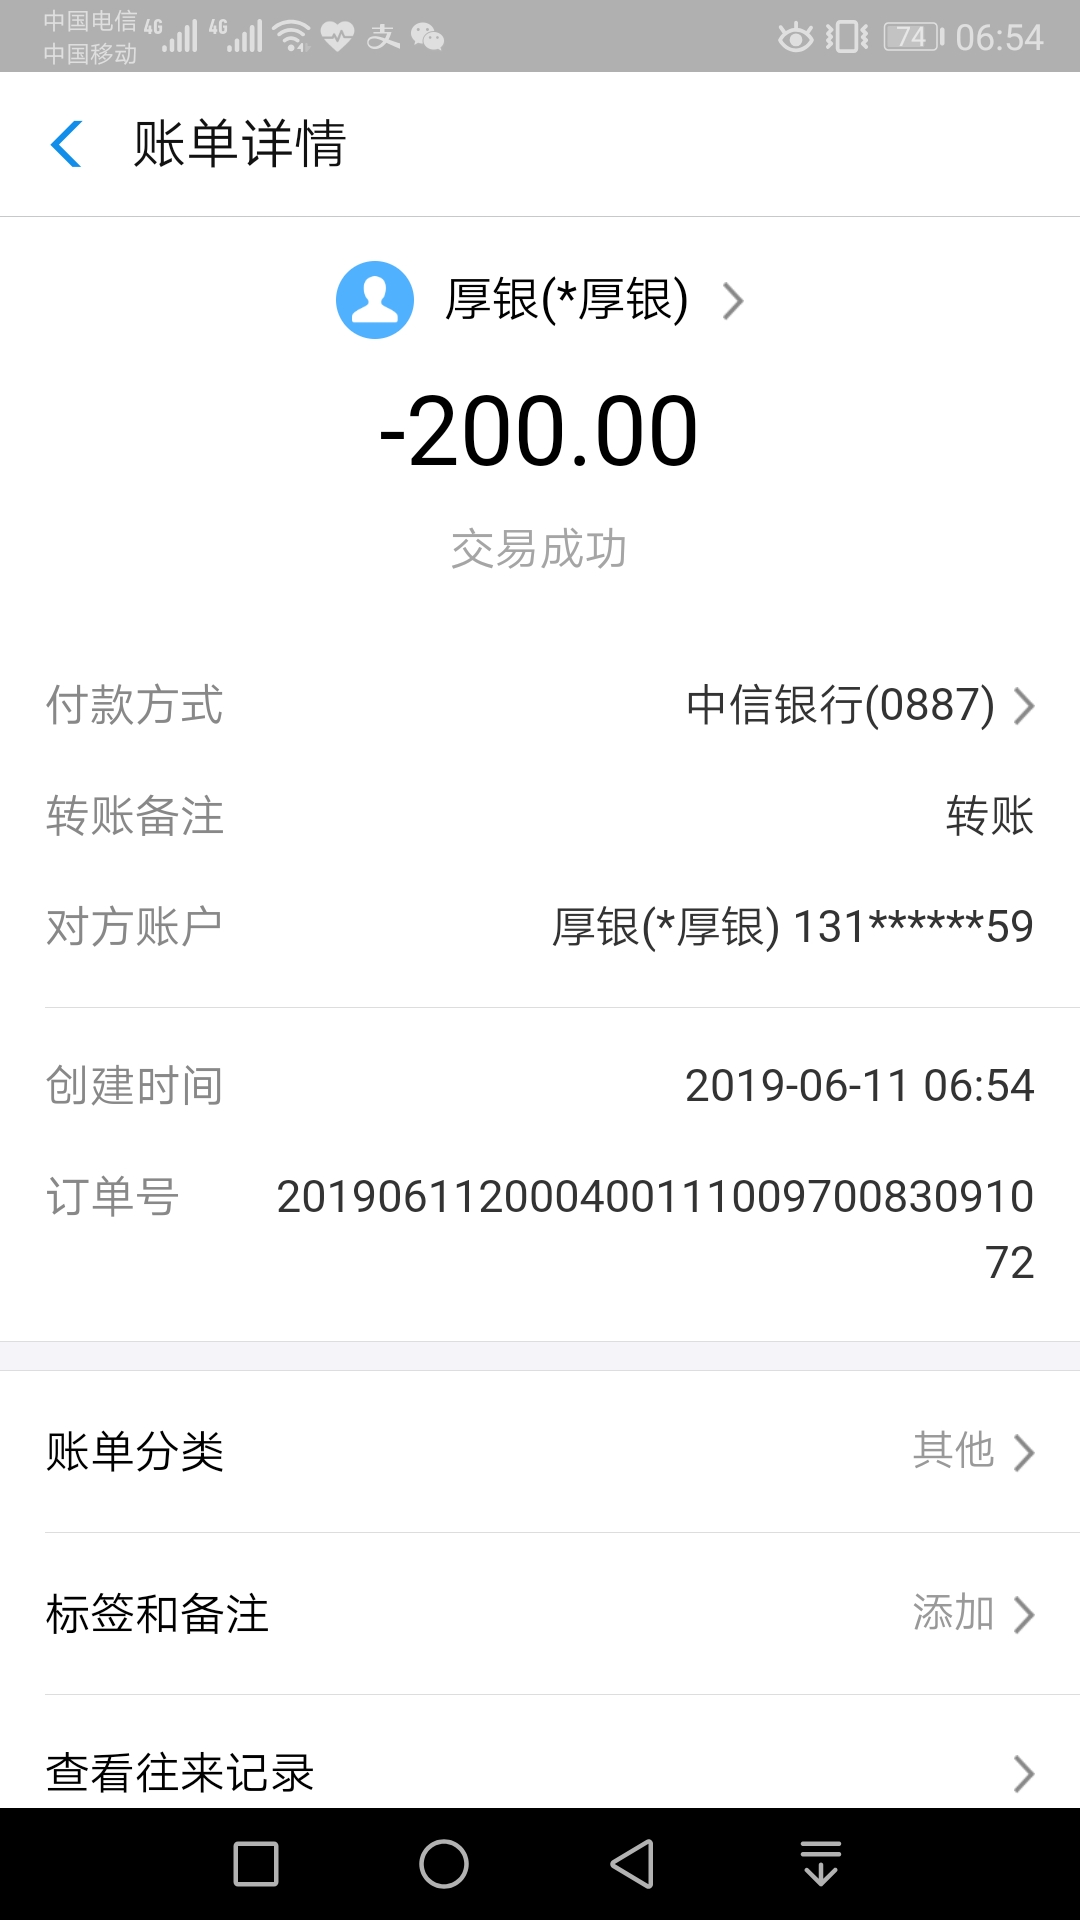 中国电信 4G 4G
中国移动
74 06:54
账单详情
厚银(*厚银)
-200.00
交易成功
付款方式 中信银行(0887)
转账备注 转账
对方账户 厚银(*厚银) 131******59
创建时间 2019-06-11 06:54
订单号 201906112000400111009700830910
72
账单分类 其他
标签和备注 添加
查看往来记录